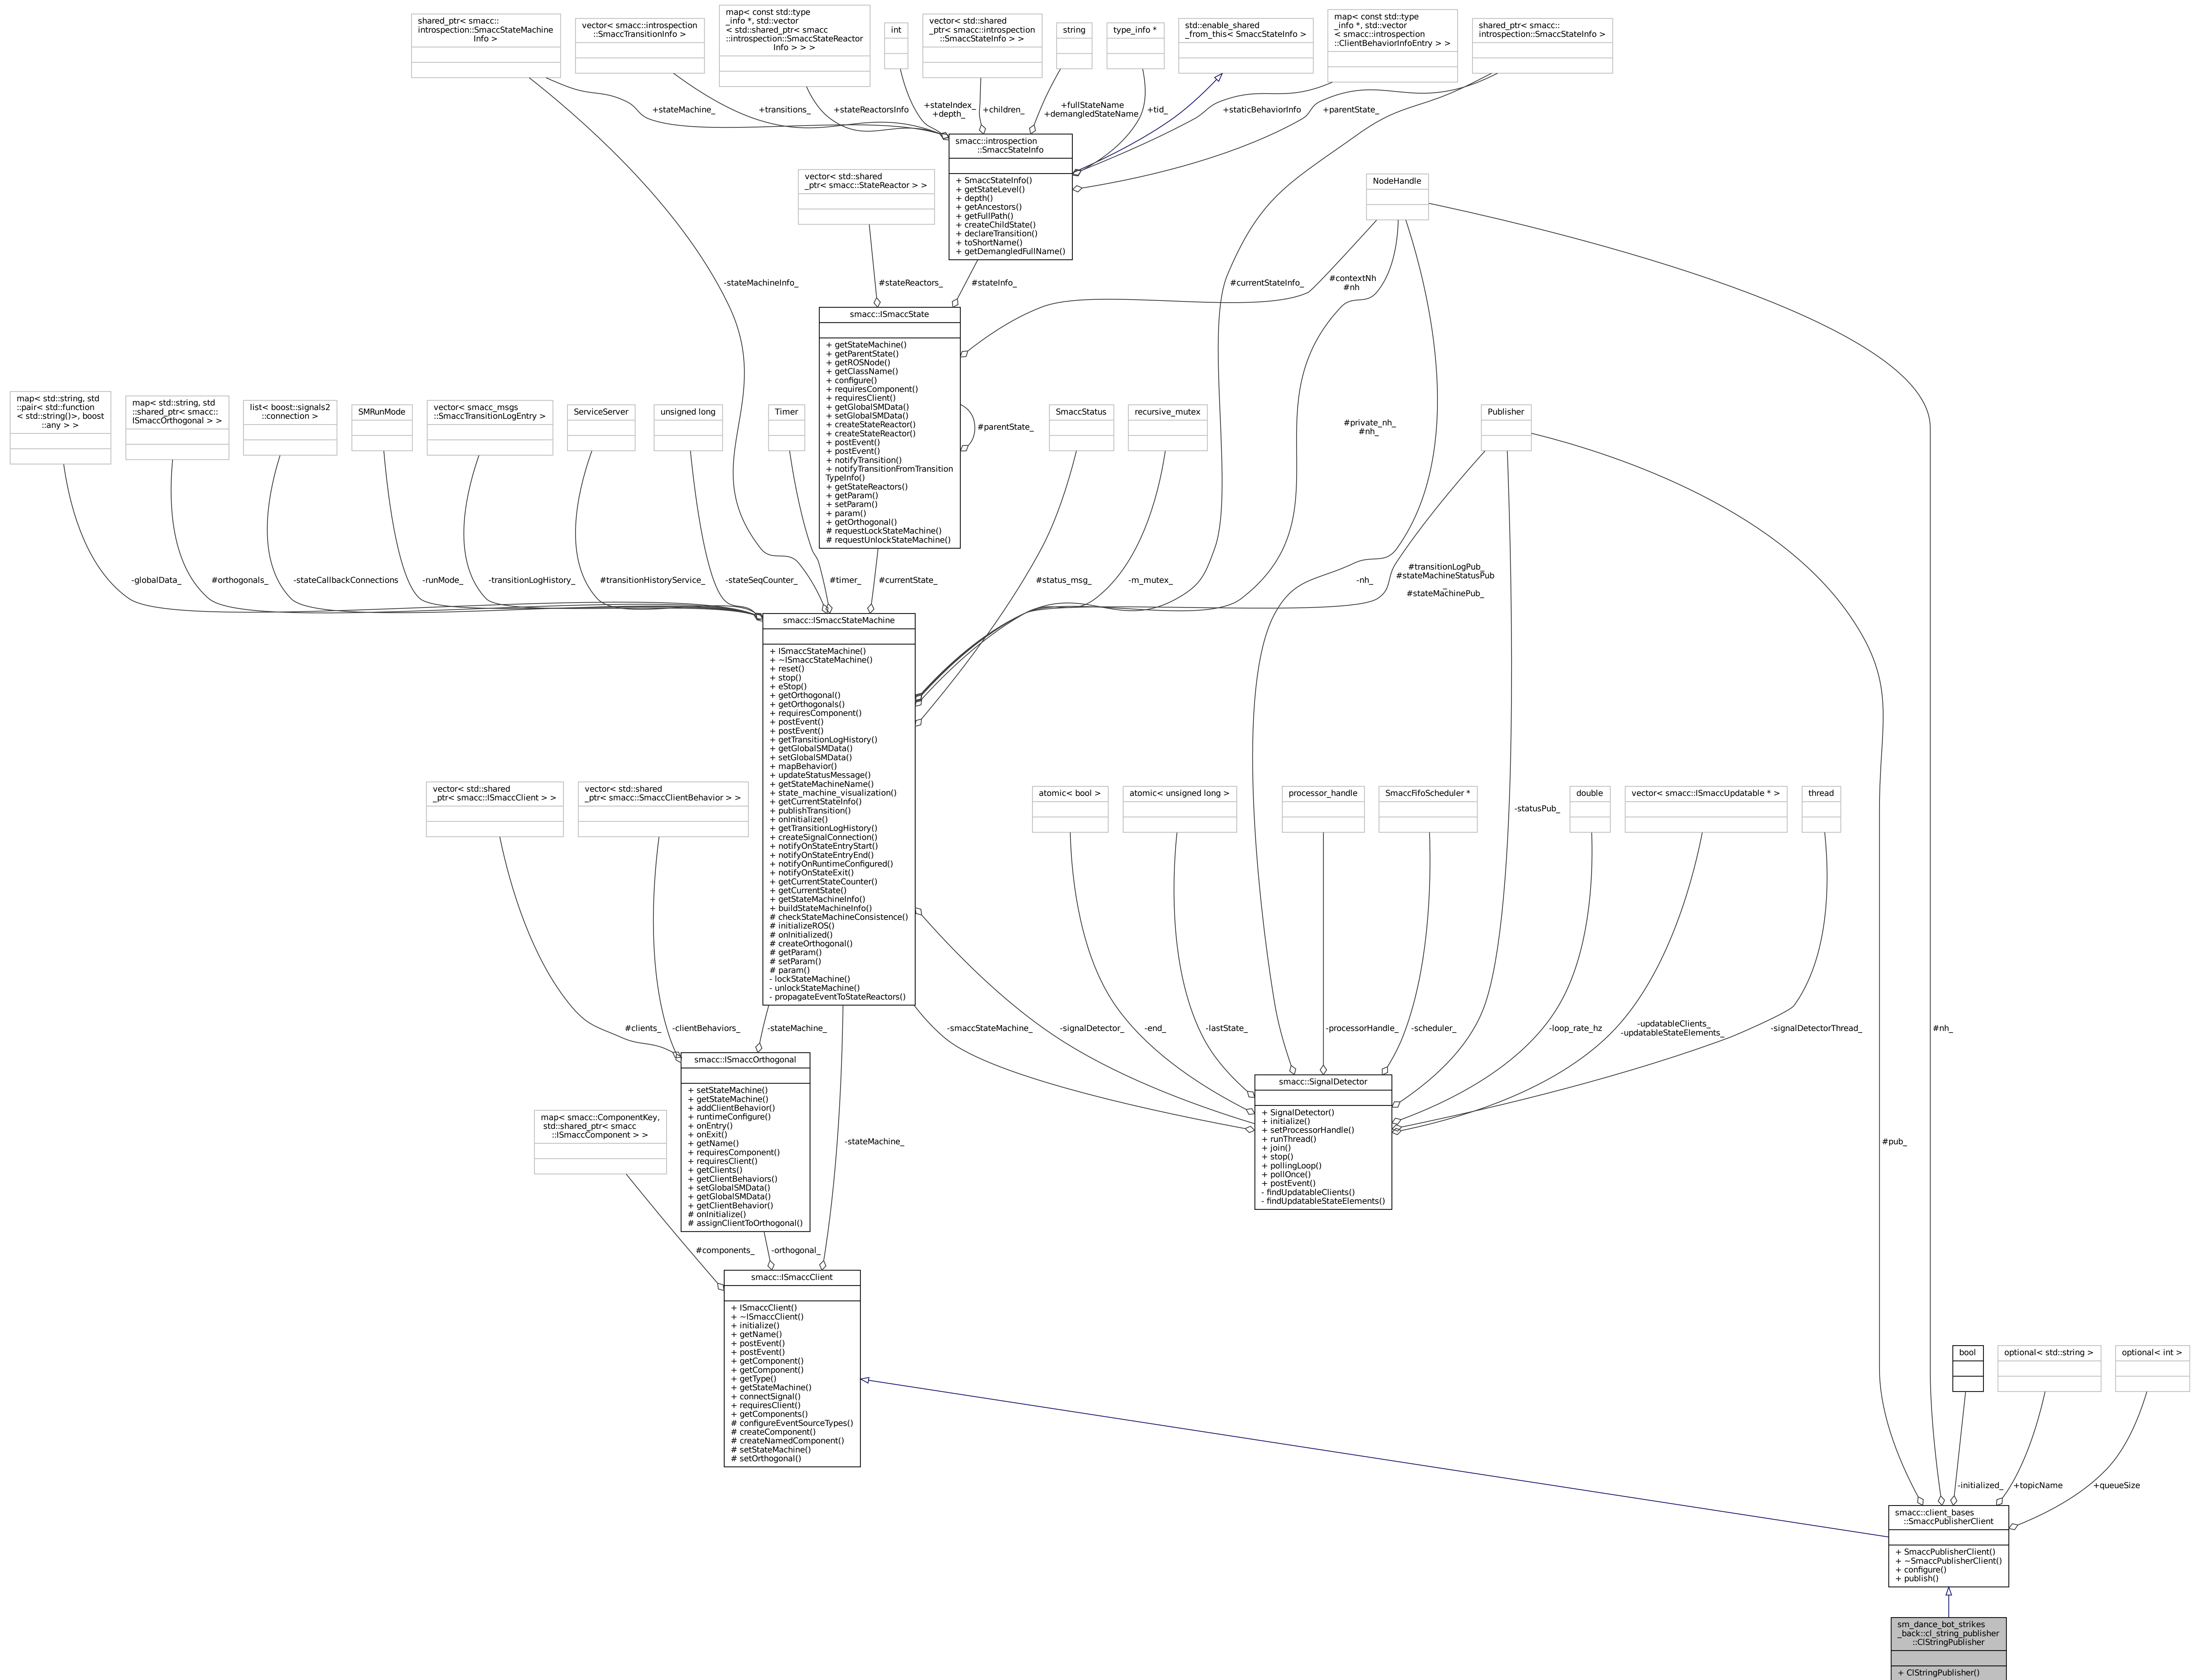 shared_ptr< smacc::
introspection::SmaccStateMachine
Info >
vector< smacc::introspection
::SmaccTransitionInfo >
map< const std::type
_info *, std::vector
< std::shared_ptr< smacc
::introspection::SmaccStateReactor
Info > > >
int
vector< std::shared
_ptr< smacc::introspection
::SmaccStateInfo > >
string
type_info *
std::enable_shared
_from_this< SmaccStateInfo >
map< const std::type
_info *, std::vector
< smacc::introspection
::ClientBehaviorInfoEntry > >
shared_ptr< smacc::
introspection::SmaccStateInfo >
+stateMachine_
+transitions_
+stateReactorsInfo
+stateIndex_
+depth_
+children_
+fullStateName
+demangledStateName
+tid_
+staticBehaviorInfo
+parentState_
smacc::introspection
::SmaccStateInfo
+ SmaccStateInfo()
+ getStateLevel()
+ depth()
+ getAncestors()
+ getFullPath()
+ createChildState()
+ declareTransition()
+ toShortName()
+ getDemangledFullName()
vector< std::shared
_ptr< smacc::StateReactor > >
NodeHandle
-stateMachineInfo_
#stateReactors_
#stateInfo_
#currentStateInfo_
#contextNh
#nh
smacc::ISmaccState
+ getStateMachine()
+ getParentState()
+ getROSNode()
+ getClassName()
+ configure()
+ requiresComponent()
+ requiresClient()
+ getGlobalSMData()
+ setGlobalSMData()
+ createStateReactor()
+ createStateReactor()
+ postEvent()
+ postEvent()
+ notifyTransition()
+ notifyTransitionFromTransition
TypeInfo()
+ getStateReactors()
+ getParam()
+ setParam()
+ param()
+ getOrthogonal()
# requestLockStateMachine()
# requestUnlockStateMachine()
#parentState_
map< std::string, std
::pair< std::function
< std::string()>, boost
::any > >
map< std::string, std
::shared_ptr< smacc::
ISmaccOrthogonal > >
list< boost::signals2
::connection >
SMRunMode
vector< smacc_msgs
::SmaccTransitionLogEntry >
ServiceServer
unsigned long
Timer
SmaccStatus
recursive_mutex
#private_nh_
#nh_
Publisher
-globalData_
#orthogonals_
-stateCallbackConnections
-runMode_
-transitionLogHistory_
#transitionHistoryService_
-stateSeqCounter_
#timer_
#currentState_
#status_msg_
-m_mutex_
-nh_
#transitionLogPub_
#stateMachineStatusPub
_
#stateMachinePub_
smacc::ISmaccStateMachine
+ ISmaccStateMachine()
+ ~ISmaccStateMachine()
+ reset()
+ stop()
+ eStop()
+ getOrthogonal()
+ getOrthogonals()
+ requiresComponent()
+ postEvent()
+ postEvent()
+ getTransitionLogHistory()
+ getGlobalSMData()
+ setGlobalSMData()
+ mapBehavior()
+ updateStatusMessage()
+ getStateMachineName()
+ state_machine_visualization()
+ getCurrentStateInfo()
+ publishTransition()
+ onInitialize()
+ getTransitionLogHistory()
+ createSignalConnection()
+ notifyOnStateEntryStart()
+ notifyOnStateEntryEnd()
+ notifyOnRuntimeConfigured()
+ notifyOnStateExit()
+ getCurrentStateCounter()
+ getCurrentState()
+ getStateMachineInfo()
+ buildStateMachineInfo()
# checkStateMachineConsistence()
# initializeROS()
# onInitialized()
# createOrthogonal()
# getParam()
# setParam()
# param()
- lockStateMachine()
- unlockStateMachine()
- propagateEventToStateReactors()
vector< std::shared
_ptr< smacc::ISmaccClient > >
vector< std::shared
_ptr< smacc::SmaccClientBehavior > >
atomic< bool >
atomic< unsigned long >
processor_handle
SmaccFifoScheduler *
-statusPub_
double
vector< smacc::ISmaccUpdatable * >
thread
#clients_
-clientBehaviors_
-stateMachine_
-smaccStateMachine_
-signalDetector_
-end_
-lastState_
-processorHandle_
-scheduler_
-loop_rate_hz
-updatableClients_
-updatableStateElements_
-signalDetectorThread_
#nh_
smacc::ISmaccOrthogonal
+ setStateMachine()
+ getStateMachine()
+ addClientBehavior()
+ runtimeConfigure()
+ onEntry()
+ onExit()
+ getName()
+ requiresComponent()
+ requiresClient()
+ getClients()
+ getClientBehaviors()
+ setGlobalSMData()
+ getGlobalSMData()
+ getClientBehavior()
# onInitialize()
# assignClientToOrthogonal()
smacc::SignalDetector
+ SignalDetector()
+ initialize()
+ setProcessorHandle()
+ runThread()
+ join()
+ stop()
+ pollingLoop()
+ pollOnce()
+ postEvent()
- findUpdatableClients()
- findUpdatableStateElements()
map< smacc::ComponentKey,
std::shared_ptr< smacc
::ISmaccComponent > >
-stateMachine_
#pub_
#components_
-orthogonal_
smacc::ISmaccClient
+ ISmaccClient()
+ ~ISmaccClient()
+ initialize()
+ getName()
+ postEvent()
+ postEvent()
+ getComponent()
+ getComponent()
+ getType()
+ getStateMachine()
+ connectSignal()
+ requiresClient()
+ getComponents()
# configureEventSourceTypes()
# createComponent()
# createNamedComponent()
# setStateMachine()
# setOrthogonal()
bool
optional< std::string >
optional< int >
-initialized_
+topicName
+queueSize
smacc::client_bases
::SmaccPublisherClient
+ SmaccPublisherClient()
+ ~SmaccPublisherClient()
+ configure()
+ publish()
sm_dance_bot_strikes
_back::cl_string_publisher
::ClStringPublisher
+ ClStringPublisher()